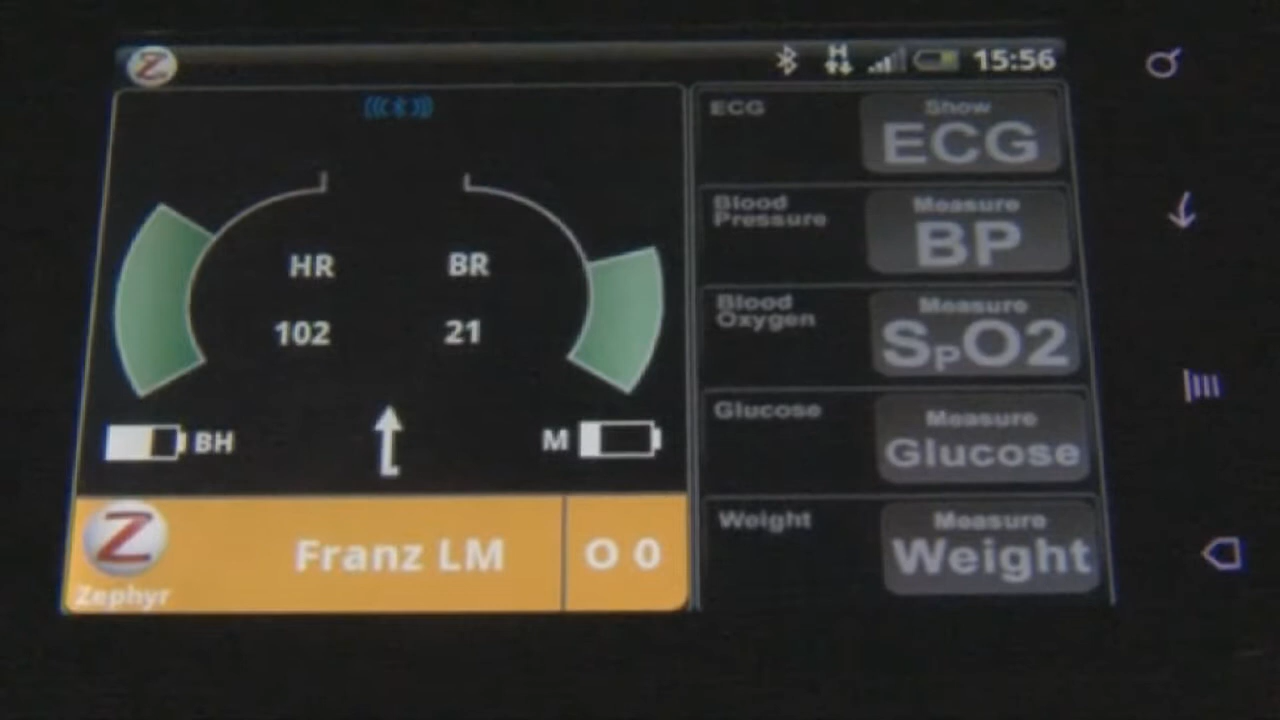 Z
H
15:56
HR
BR
102
21
BH
M
Z
Zephyr
Franz LM
O 0
ECG
Show
ECG
Blood
Pressure
Measure
BP
Blood
Oxygen
Measure
SpO2
Glucose
Measure
Glucose
Weight
Measure
Weight